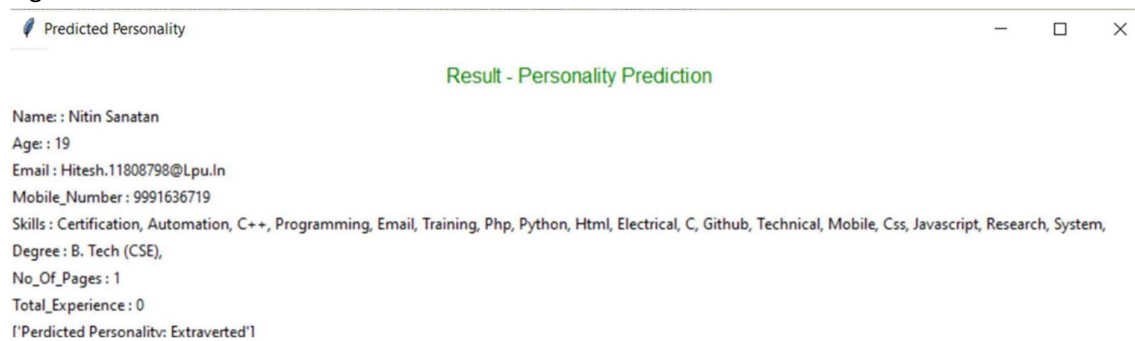 Predicted Personality
Result - Personality Prediction
Name: : Nitin Sanatan
Age: : 19
Email : Hitesh.11808798@Lpu.In
Mobile_Number : 9991636719
Skills : Certification, Automation, C++, Programming, Email, Training, Php, Python, Html, Electrical, C, Github, Technical, Mobile, Css, Javascript, Research, System,
Degree : B. Tech (CSE),
No_Of_Pages : 1
Total_Experience : 0
['Perdicted Personality: Extraverted']